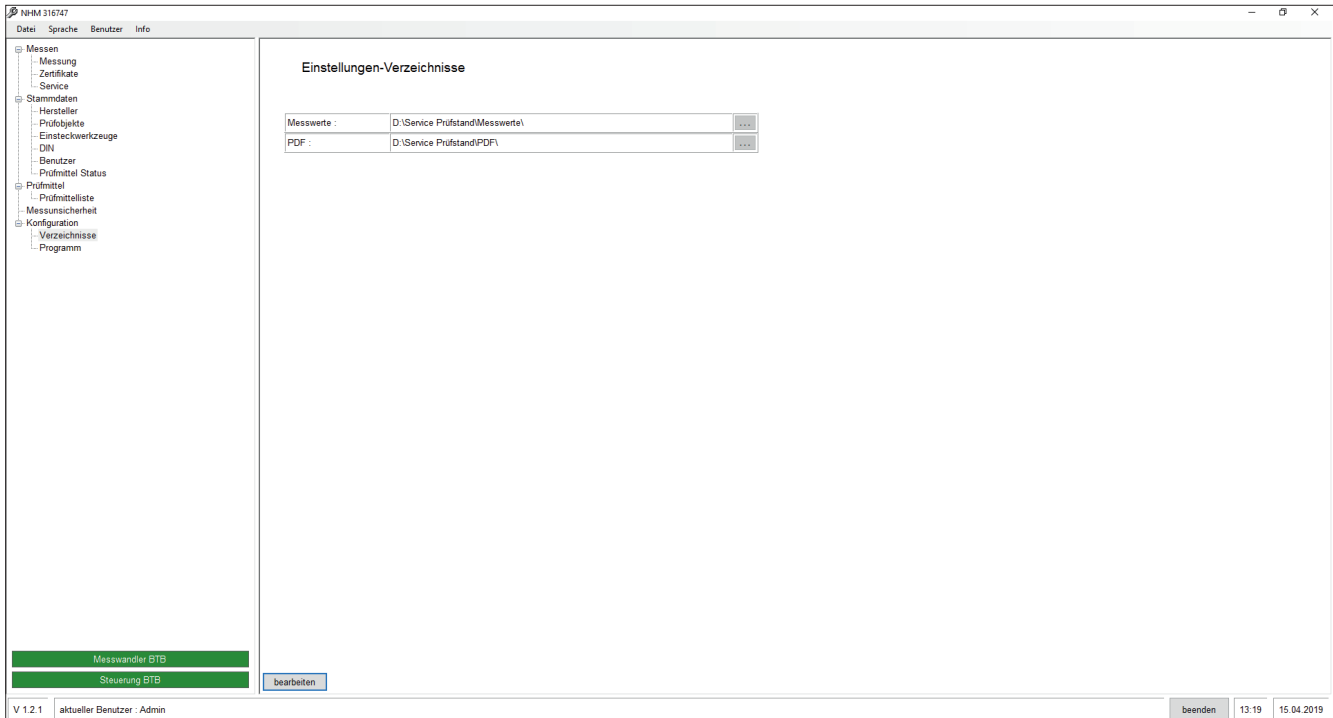 NHM 316747
Datei Sprache Benutzer Info
Messen
Messung
Zertifikate
Service
Stammdaten
Hersteller
Prüfobjekte
Einsteckwerkzeuge
DIN
Benutzer
Prüfmittel Status
Prüfmittel
Prüfmittelliste
Messunsicherheit
Konfiguration
Verzeichnisse
Programm
Messwandler BTB
Steuerung BTB
Einstellungen-Verzeichnisse
Messwerte : D:\Service Prüfstand\Messwerte\ ...
PDF : D:\Service Prüfstand\PDF\ ...
bearbeiten
V 1.2.1 aktueller Benutzer : Admin beenden 13:19 15.04.2019